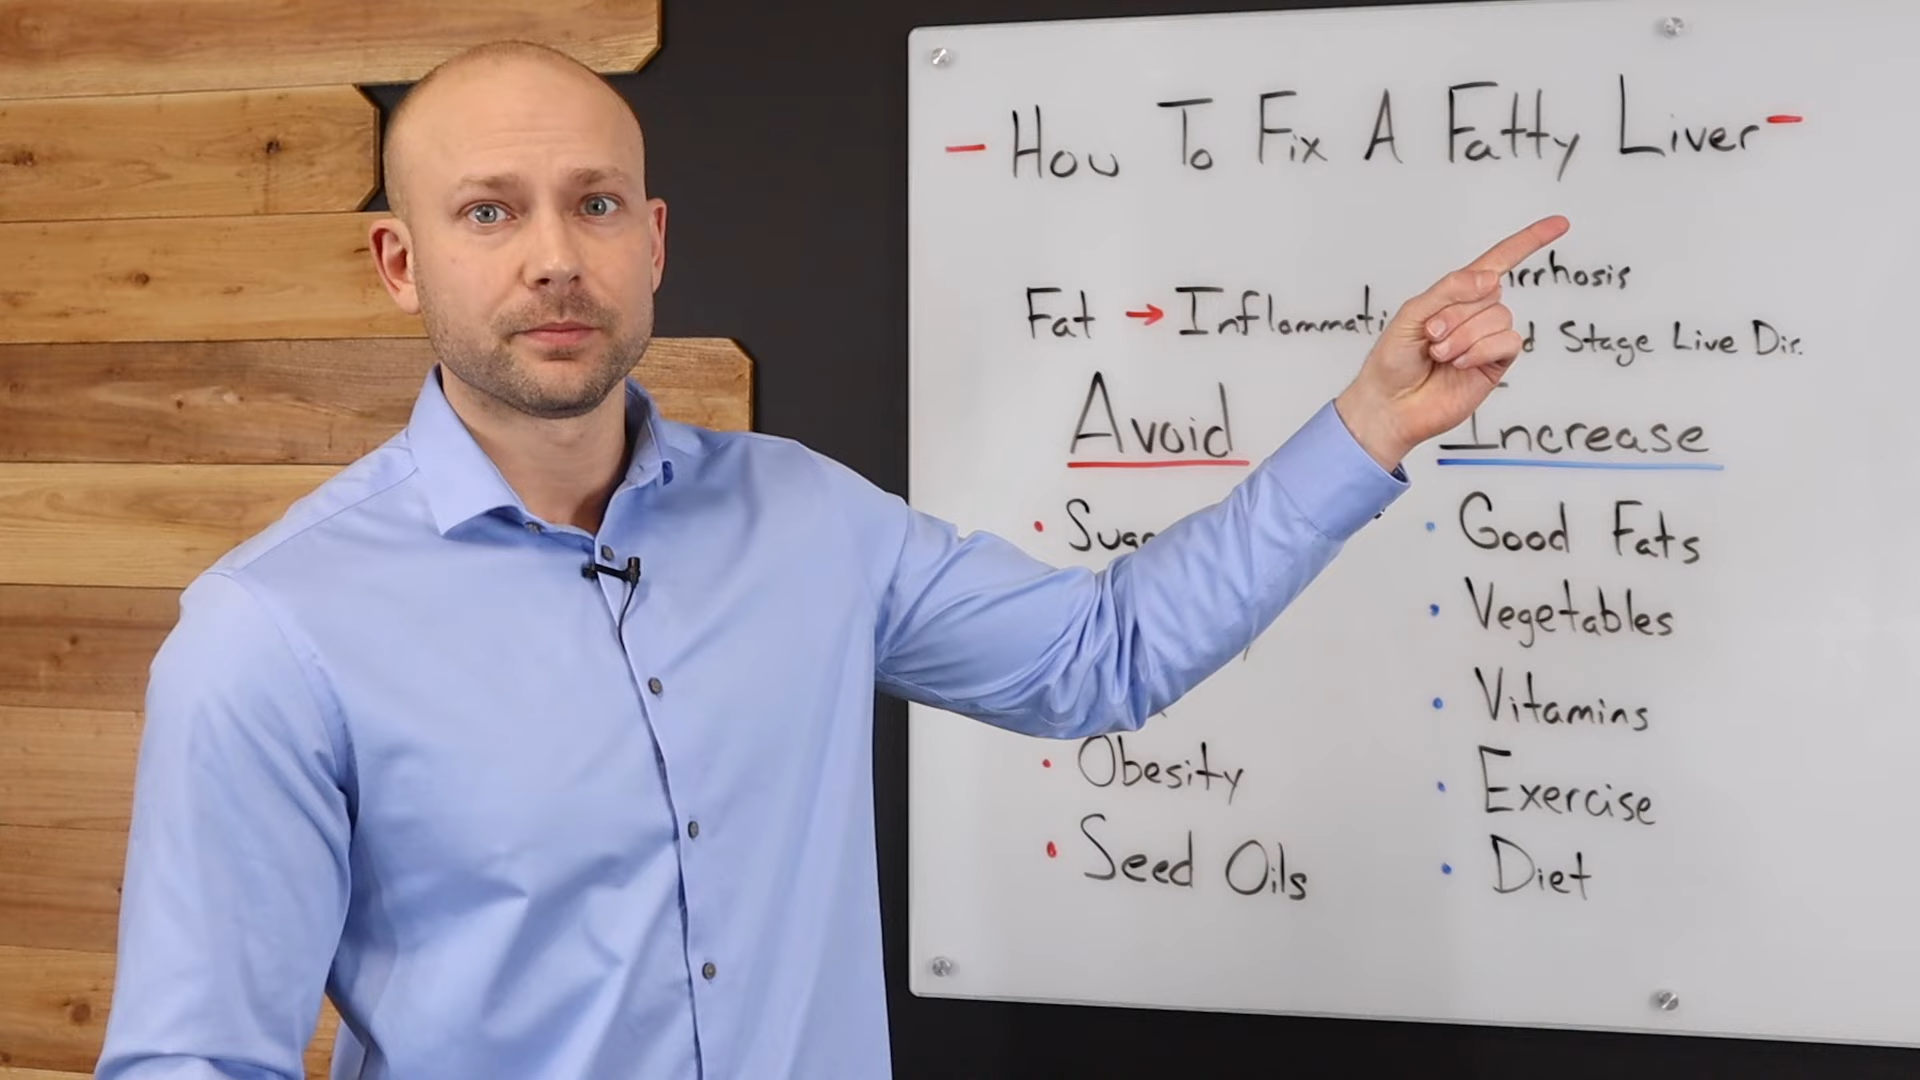 - How To Fix A Fatty Liver -
Fat → Inflammati
irrhosis
d Stage Live Dis.
Avoid
• Suga
• Obesity
• Seed Oils
Increase
• Good Fats
• Vegetables
• Vitamins
• Exercise
• Diet